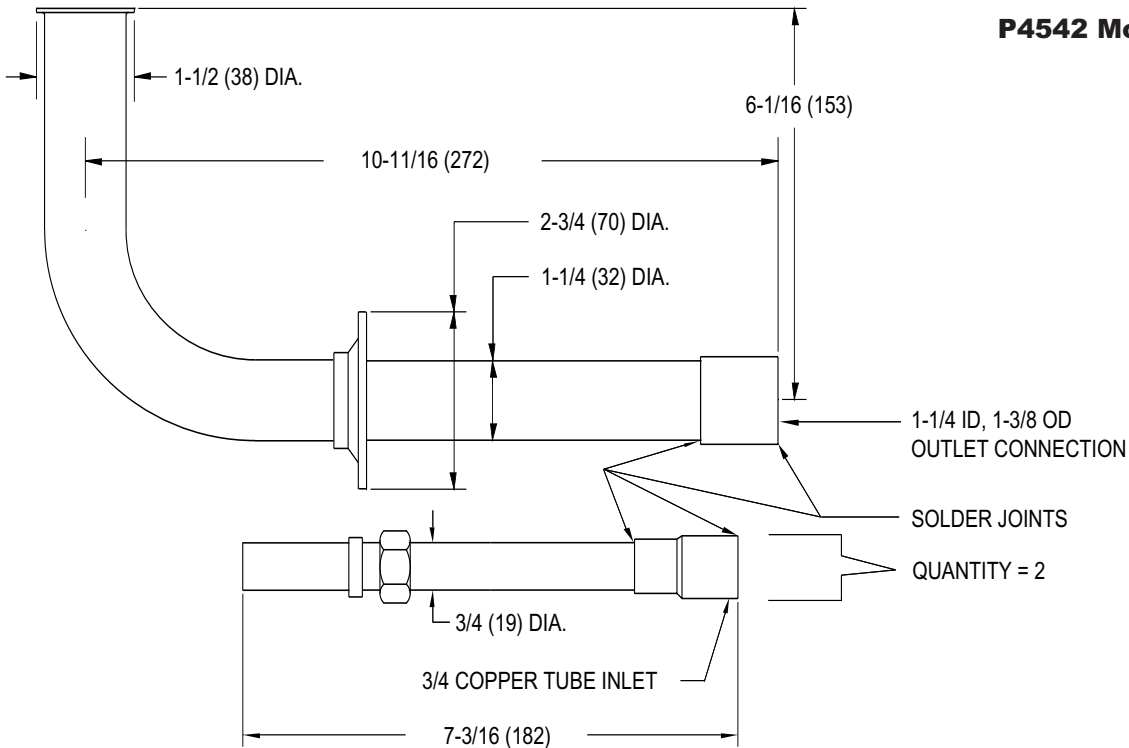 P4542 Mo
1-1/2 (38) DIA.
6-1/16 (153)
10-11/16 (272)
2-3/4 (70) DIA.
1-1/4 (32) DIA.
1-1/4 ID, 1-3/8 OD
OUTLET CONNECTION
SOLDER JOINTS
QUANTITY = 2
3/4 (19) DIA.
3/4 COPPER TUBE INLET
7-3/16 (182)